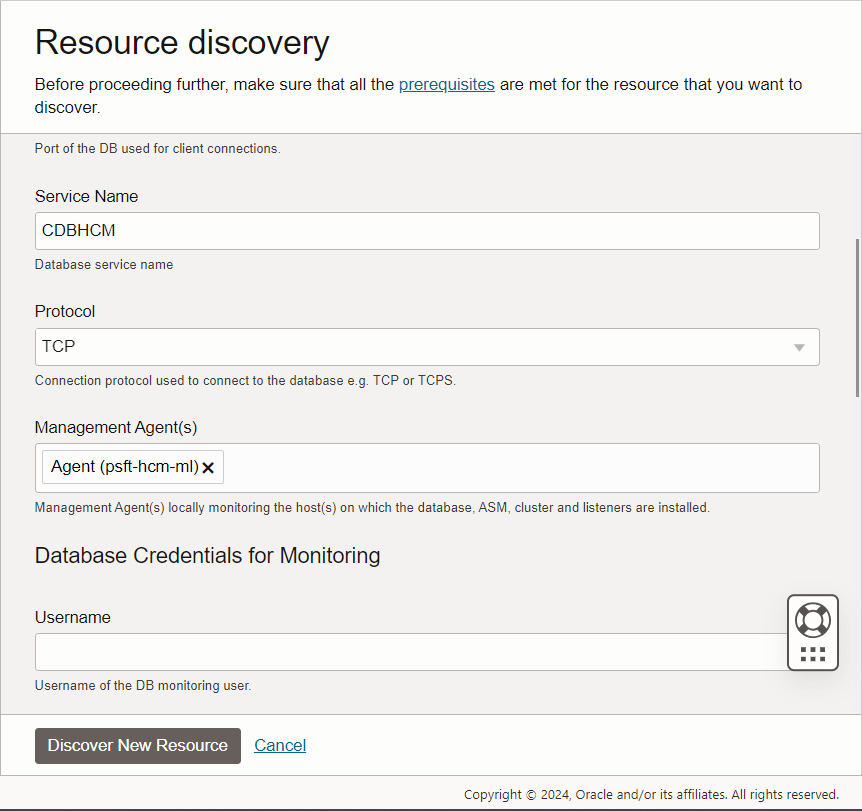 Resource discovery
Before proceeding further, make sure that all the prerequisites are met for the resource that you want to
discover.
Port of the DB used for client connections.
Service Name
CDBHCM
Database service name
Protocol
TCP
Connection protocol used to connect to the database e.g. TCP or TCPS.
Management Agent(s)
Agent (psft-hcm-ml)
Management Agent(s) locally monitoring the host(s) on which the database, ASM, cluster and listeners are installed.
Database Credentials for Monitoring
Username
Username of the DB monitoring user.
Discover New Resource Cancel
Copyright © 2024, Oracle and/or its affiliates. All rights reserved.